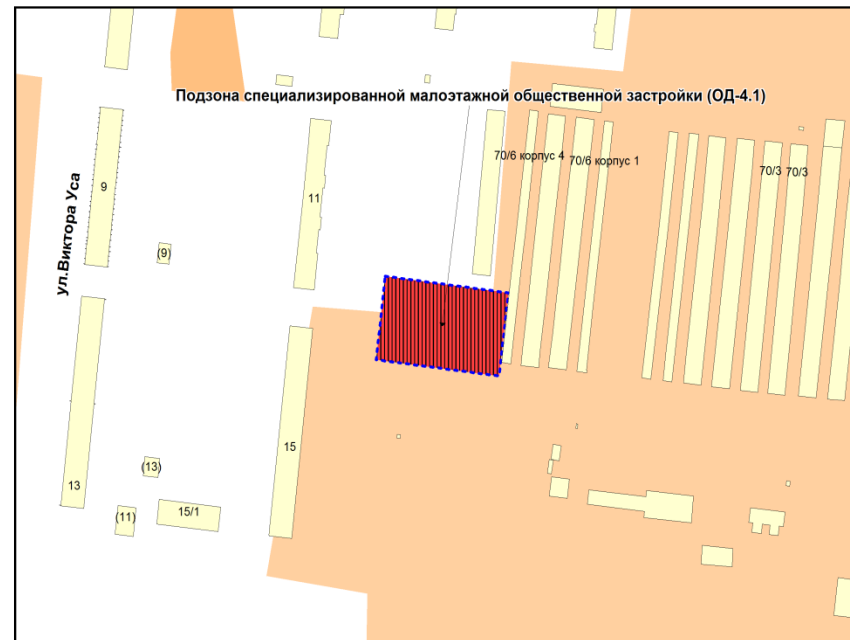 Подзона специализированной малоэтажной общественной застройки (ОД-4.1)
70/6 корпус 4
70/6 корпус 1
70/3
70/3
9
11
ул.Виктора Уса
(9)
15
13
(13)
(11)
15/1